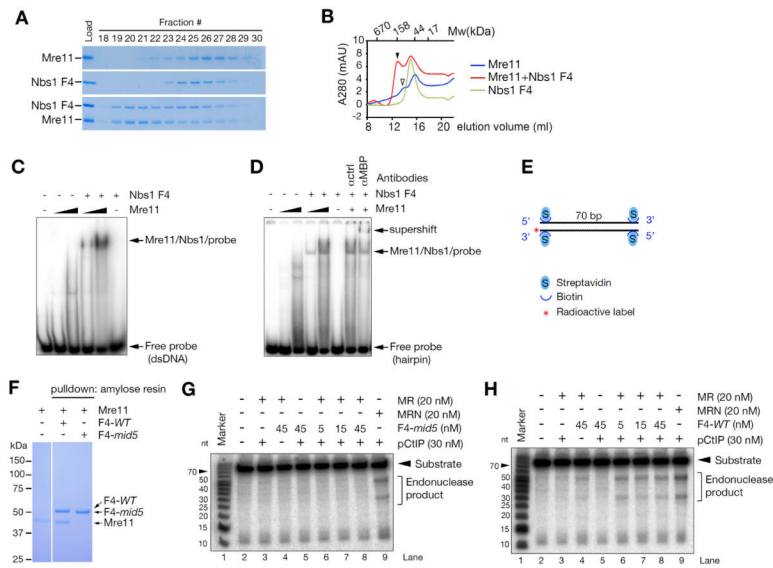 A
Fraction #
Load
18 19 20 21 22 23 24 25 26 27 28 29 30
Mre11
Nbs1 F4
Nbs1 F4
Mre11
B
Mw(kDa)
670 158 44 17
A280 (mAU)
8 12 16 20
elution volume (ml)
Mre11
Mre11+Nbs1 F4
Nbs1 F4
C
- - - + + + Nbs1 F4
- - Mre11
Mre11/Nbs1/probe
Free probe
(dsDNA)
D
αctrl
αMBP
Antibodies
Nbs1 F4 - - - + + + + +
Mre11 - - + +
supershift
Mre11/Nbs1/probe
Free probe
(hairpin)
E
70 bp
5' 3'
3' 5'
S S
S S
S Streptavidin
Biotin
* Radioactive label
F
pulldown: amylose resin
+ + + Mre11
- + - F4-WT
- - + F4-mid5
kDa
150
100
75
50
37
25
F4-WT
F4-mid5
Mre11
G
- + + - + + + - MR (20 nM)
- - - - - - - + MRN (20 nM)
- - 45 45 5 15 45 - F4-mid5 (nM)
- + - + + + + + pCtIP (30 nM)
Marker
nt
70
50
40
30
25
20
15
10
Substrate
Endonuclease
product
1 2 3 4 5 6 7 8 9 Lane
H
- + + - + + + - MR (20 nM)
- - - - - - - + MRN (20 nM)
- - 45 45 5 15 45 - F4-WT (nM)
- + - + + + + + pCtIP (30 nM)
Marker
nt
70
50
40
30
25
20
15
10
Substrate
Endonuclease
product
1 2 3 4 5 6 7 8 9 Lane